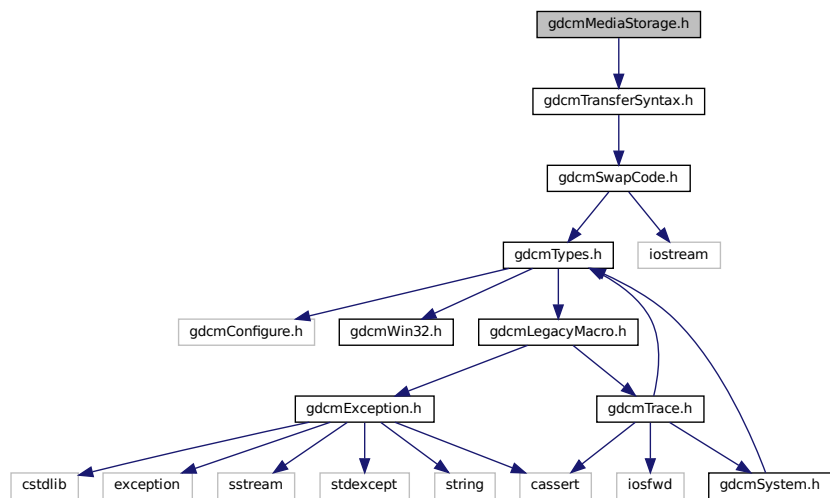 gdcmMediaStorage.h
gdcmTransferSyntax.h
gdcmSwapCode.h
gdcmTypes.h
iostream
gdcmConfigure.h
gdcmWin32.h
gdcmLegacyMacro.h
gdcmException.h
gdcmTrace.h
cstdlib
exception
sstream
stdexcept
string
cassert
iosfwd
gdcmSystem.h